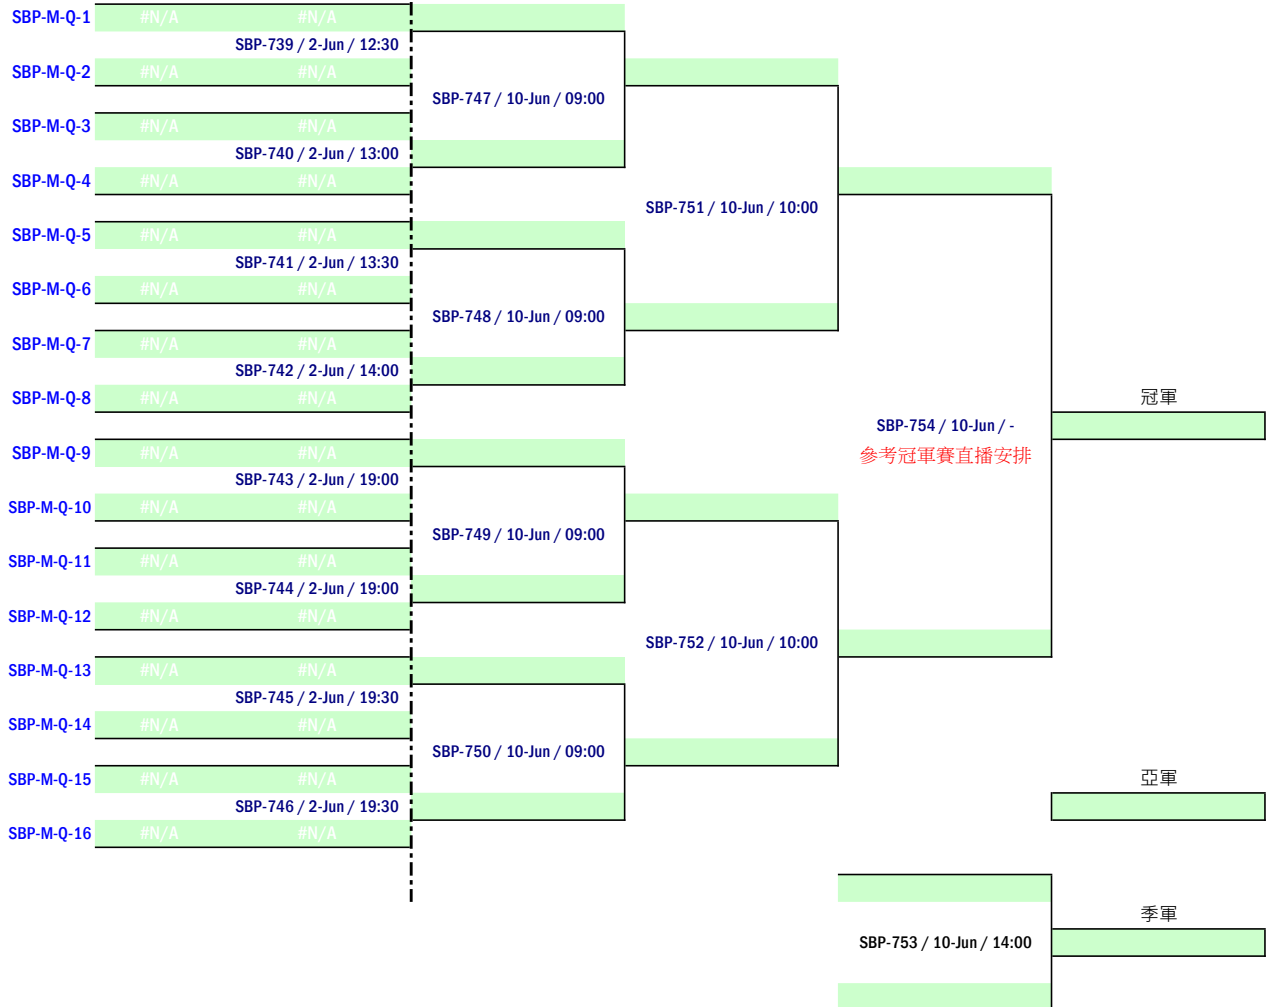 SBP-M-Q-1 #N/A #N/A
SBP-739 / 2-Jun / 12:30
SBP-M-Q-2 #N/A #N/A
SBP-747 / 10-Jun / 09:00
SBP-M-Q-3 #N/A #N/A
SBP-740 / 2-Jun / 13:00
SBP-M-Q-4 #N/A #N/A
SBP-751 / 10-Jun / 10:00
SBP-M-Q-5 #N/A #N/A
SBP-741 / 2-Jun / 13:30
SBP-M-Q-6 #N/A #N/A
SBP-748 / 10-Jun / 09:00
SBP-M-Q-7 #N/A #N/A
SBP-742 / 2-Jun / 14:00
SBP-M-Q-8 #N/A #N/A
冠軍
SBP-754 / 10-Jun / -
參考冠軍賽直播安排
SBP-M-Q-9 #N/A #N/A
SBP-743 / 2-Jun / 19:00
SBP-M-Q-10 #N/A #N/A
SBP-749 / 10-Jun / 09:00
SBP-M-Q-11 #N/A #N/A
SBP-744 / 2-Jun / 19:00
SBP-M-Q-12 #N/A #N/A
SBP-752 / 10-Jun / 10:00
SBP-M-Q-13 #N/A #N/A
SBP-745 / 2-Jun / 19:30
SBP-M-Q-14 #N/A #N/A
SBP-750 / 10-Jun / 09:00
SBP-M-Q-15 #N/A #N/A
亞軍
SBP-746 / 2-Jun / 19:30
SBP-M-Q-16 #N/A #N/A
季軍
SBP-753 / 10-Jun / 14:00